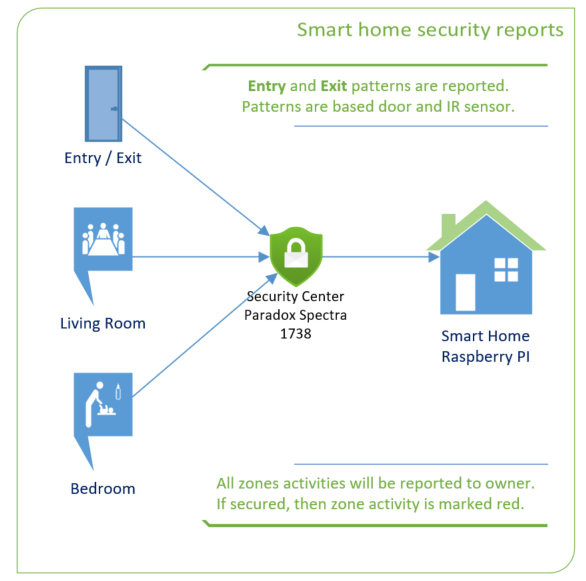 Smart home security reports
Entry and Exit patterns are reported.
Patterns are based door and IR sensor.
Entry / Exit
Living Room
Security Center
Paradox Spectra
1738
Smart Home
Raspberry PI
Bedroom
All zones activities will be reported to owner.
If secured, then zone activity is marked red.